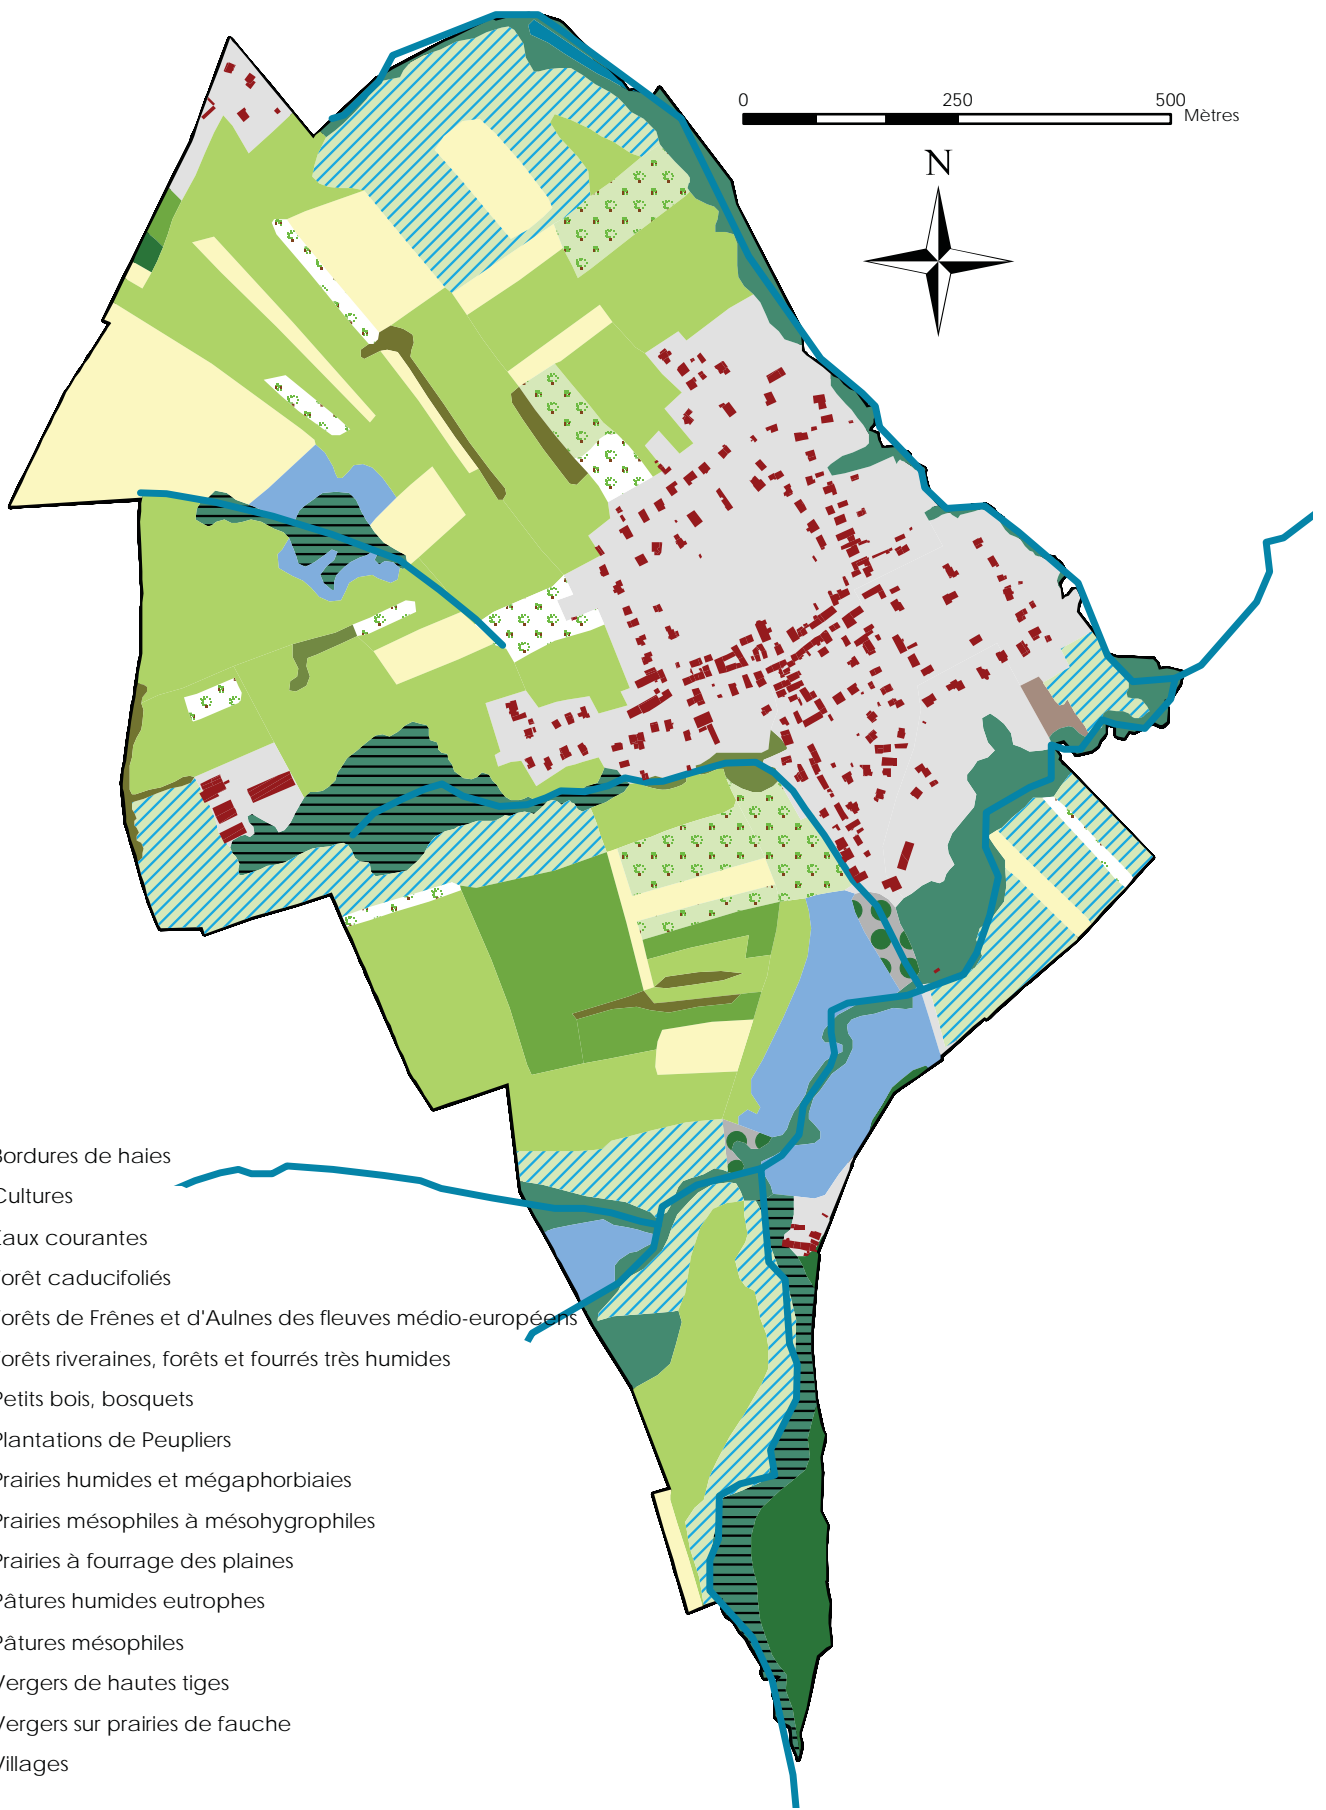 0 250 500
Mètres
N
Bordures de haies
Cultures
Eaux courantes
Forêt caducifoliés
Forêts de Frênes et d'Aulnes des fleuves médio-européens
Forêts riveraines, forêts et fourrés très humides
Petits bois, bosquets
Plantations de Peupliers
Prairies humides et mégaphorbiaies
Prairies mésophiles à mésohygrophiles
Prairies à fourrage des plaines
Pâtures humides eutrophes
Pâtures mésophiles
Vergers de hautes tiges
Vergers sur prairies de fauche
Villages